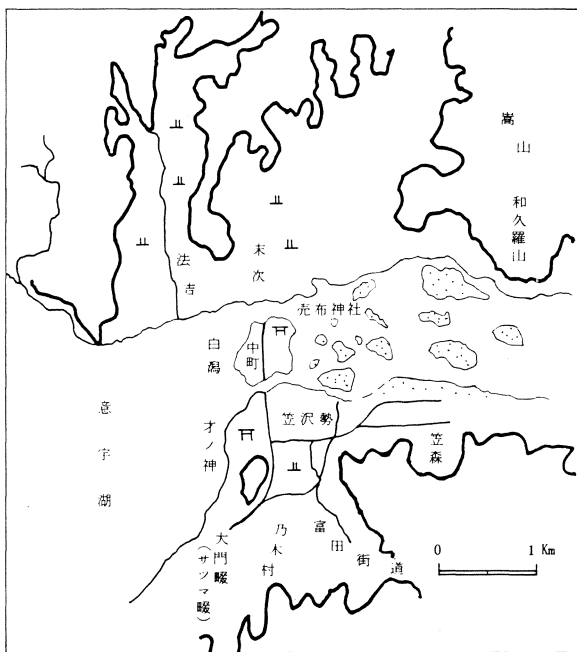 嵩山
和久羅山
法吉
末次
売布神社
白潟
中町
意宇湖
才ノ神
笠沢勢
笠森
大門畷
(サツマ畷)
乃木村
富田街道
0 1 Km